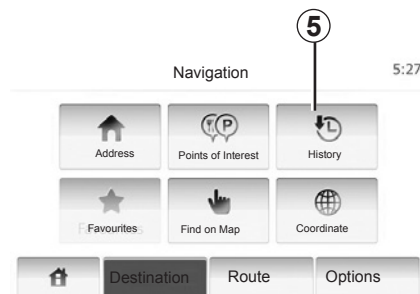 5
Navigation 5:27
Address Points of Interest History
Favourites Find on Map Coordinate
Destination Route Options